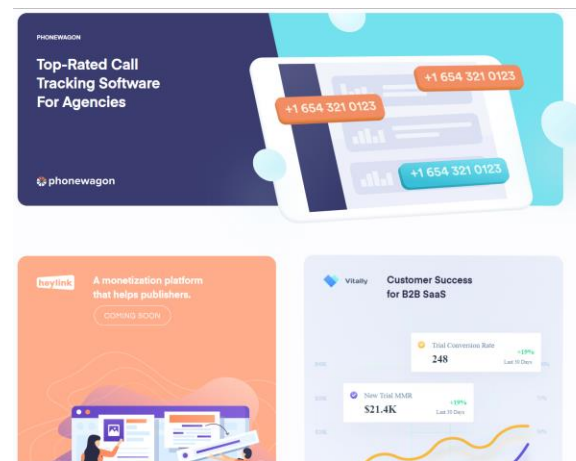 PHONEWAGON
Top-Rated Call
Tracking Software
For Agencies
phonewagon
+1 654 321 0123
+1 654 321 0123
+1 654 321 0123
heylink
A monetization platform
that helps publishers.
COMING SOON
Vitally
Customer Success
for B2B SaaS
Trial Conversion Rate
248
+19%
Last 30 Days
New Trial MMR
$21.4K
+19%
Last 30 Days